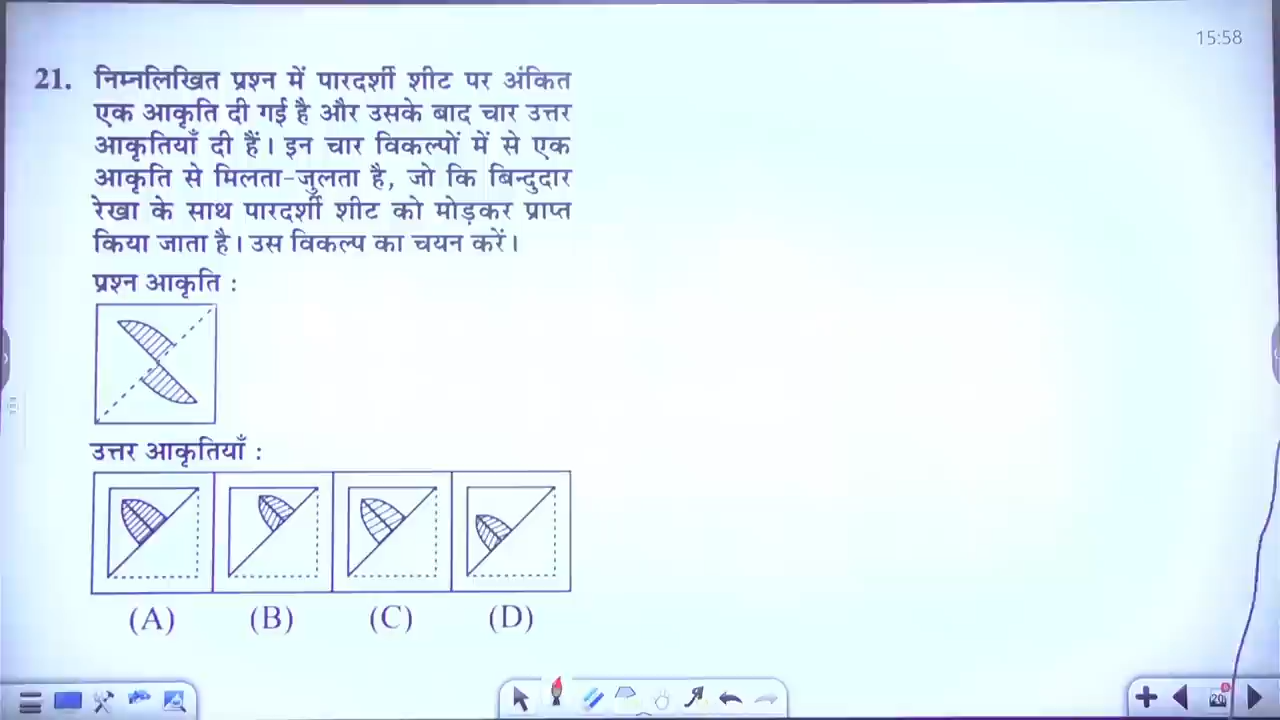 15:58
21. निम्नलिखित प्रश्न में पारदर्शी शीट पर अंकित
एक आकृति दी गई है और उसके बाद चार उत्तर
आकृतियाँ दी हैं। इन चार विकल्पों में से एक
आकृति से मिलता-जुलता है, जो कि बिन्दुदार
रेखा के साथ पारदर्शी शीट को मोड़कर प्राप्त
किया जाता है। उस विकल्प का चयन करें।
प्रश्न आकृति :
उत्तर आकृतियाँ :
(A) (B) (C) (D)
20